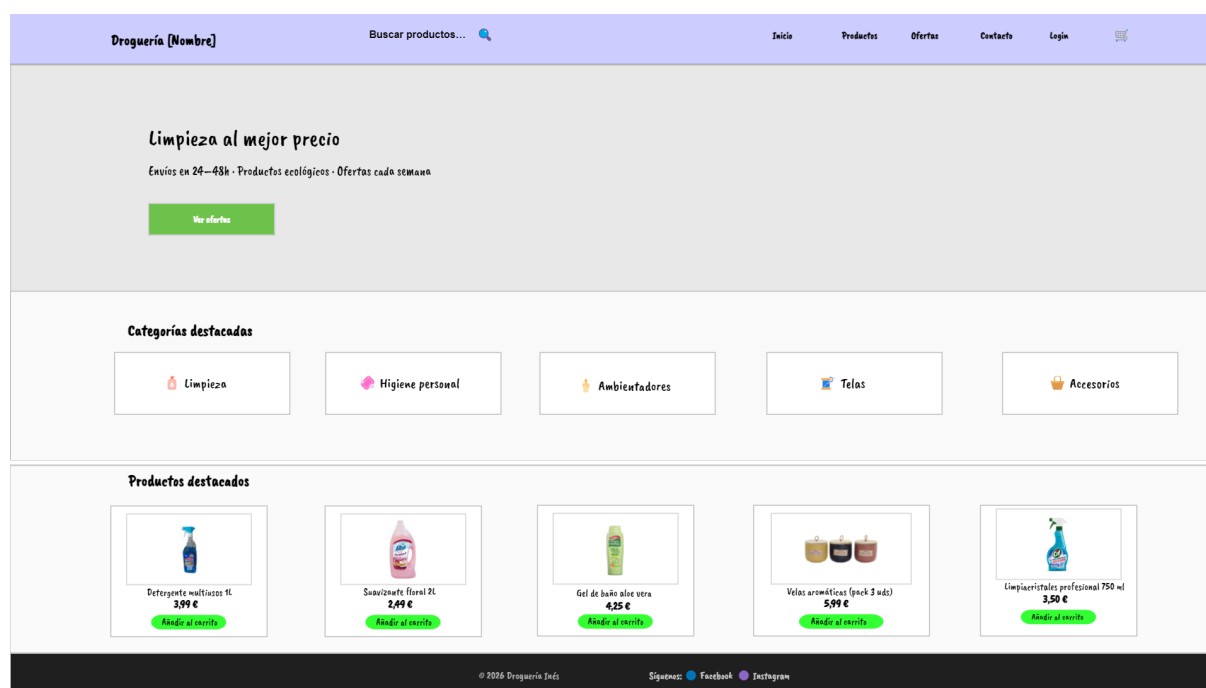 Droguería [Nombre]
Buscar productos...
Inicio
Productos
Ofertas
Contacto
Login
Limpieza al mejor precio
Envíos en 24–48h · Productos ecológicos · Ofertas cada semana
Ver ofertas
Categorías destacadas
Limpieza
Higiene personal
Ambientadores
Telas
Accesorios
Productos destacados
Detergente multiusos 1L
3,99 €
Añadir al carrito
Suavizante floral 2L
2,49 €
Añadir al carrito
Gel de baño aloe vera
4,25 €
Añadir al carrito
Velas aromáticas (pack 3 uds)
5,99 €
Añadir al carrito
Limpiacristales profesional 750 ml
3,50 €
Añadir al carrito
© 2026 Droguería Inés
Síguenos: Facebook Instagram